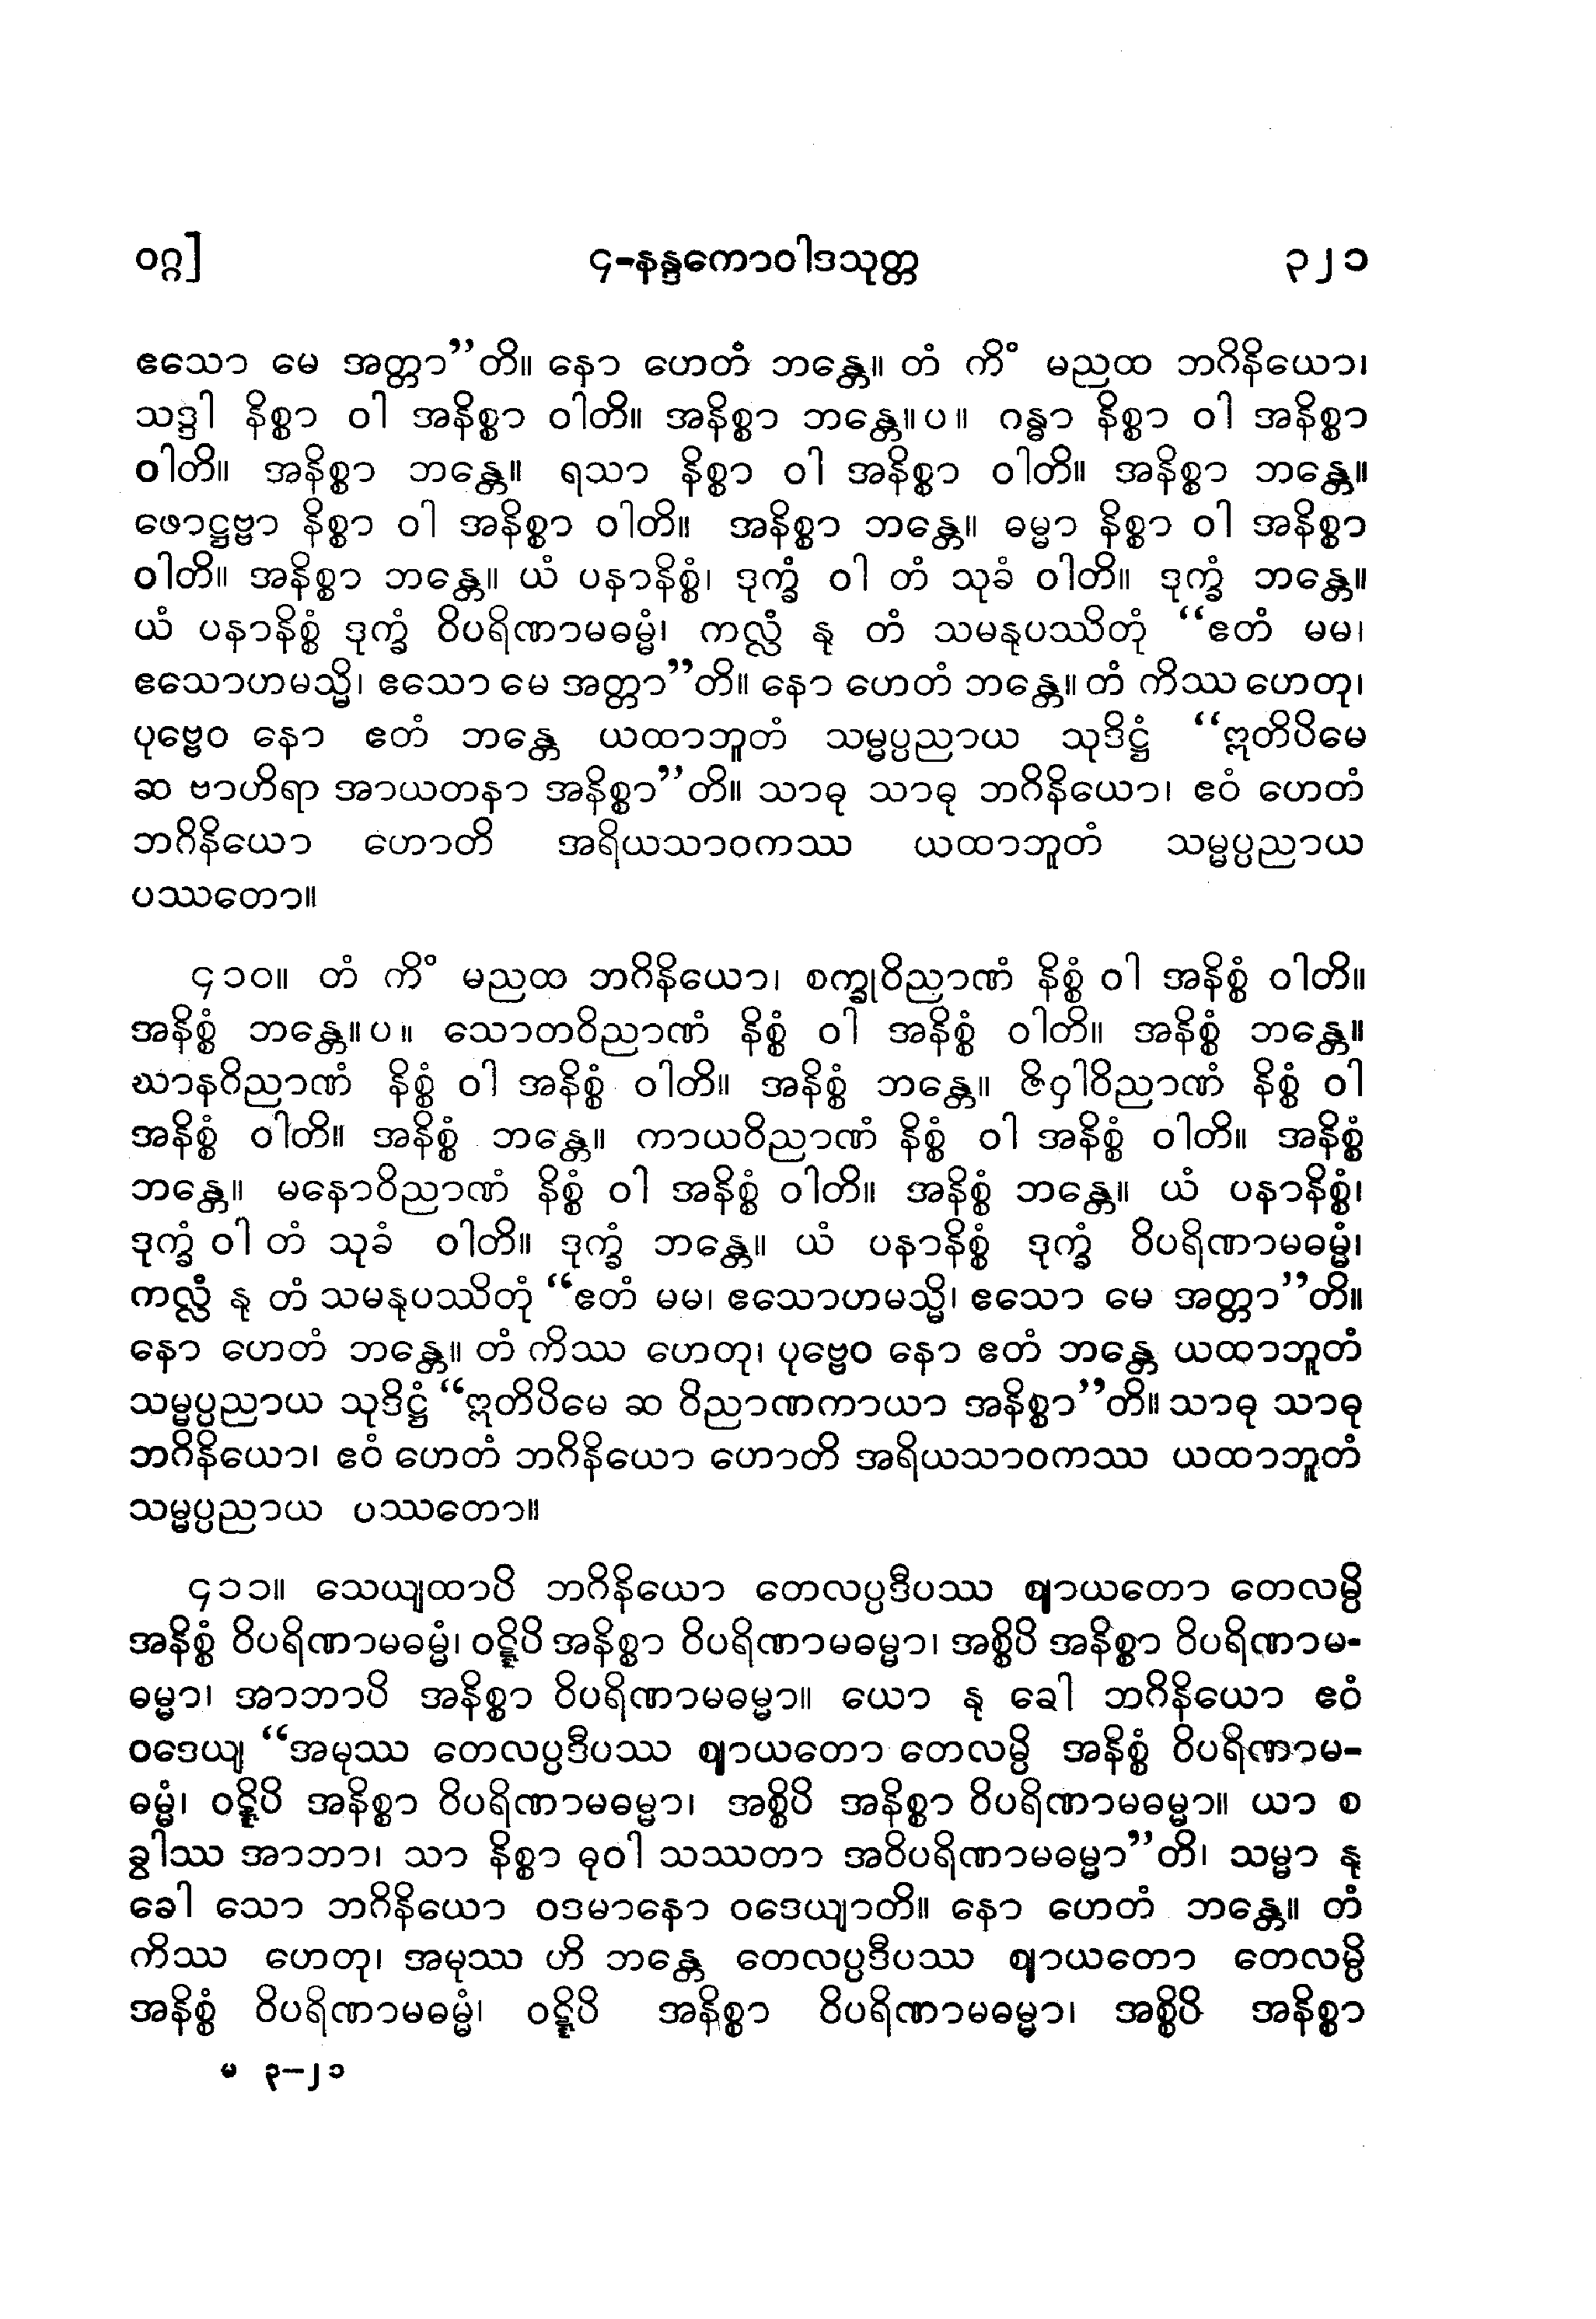 ဝဂ္ဂ]
၄-နန္ဒကောဝါဒသုတ္တ
၃၂၁
ဧသော မေ အတ္တာ”တိ။ နော ဟေတံ ဘန္တေ။ တံ ကိံ မညထ ဘဂိနိယော၊
သဒ္ဒါ နိစ္စာ ဝါ အနိစ္စာ ဝါတိ။ အနိစ္စာ ဘန္တေ။ပ။ ဂန္ဓာ နိစ္စာ ဝါ အနိစ္စာ
ဝါတိ။ အနိစ္စာ ဘန္တေ။ ရသာ နိစ္စာ ဝါ အနိစ္စာ ဝါတိ။ အနိစ္စာ ဘန္တေ။
ဖောဋ္ဌဗ္ဗာ နိစ္စာ ဝါ အနိစ္စာ ဝါတိ။ အနိစ္စာ ဘန္တေ။ ဓမ္မာ နိစ္စာ ဝါ အနိစ္စာ
ဝါတိ။ အနိစ္စာ ဘန္တေ။ ယံ ပနာနိစ္စံ၊ ဒုက္ခံ ဝါ တံ သုခံ ဝါတိ။ ဒုက္ခံ ဘန္တေ။
ယံ ပနာနိစ္စံ ဒုက္ခံ ဝိပရိဏာမဓမ္မံ၊ ကလ္လံ နု တံ သမနုပဿိတုံ “ဧတံ မမ၊
ဧသောဟမသ္မိ၊ ဧသော မေ အတ္တာ”တိ။ နော ဟေတံ ဘန္တေ။ တံ ကိဿ ဟေတု၊
ပုဗ္ဗေဝ နော ဧတံ ဘန္တေ ယထာဘူတံ သမ္မပ္ပညာယ သုဒိဋ္ဌံ “ဣတိပိမေ
ဆ ဗာဟိရာ အာယတနာ အနိစ္စာ”တိ။ သာဓု သာဓု ဘဂိနိယော၊ ဧဝံ ဟေတံ
ဘဂိနိယော ဟောတိ အရိယသာဝကဿ ယထာဘူတံ သမ္မပ္ပညာယ
ပဿတော။
၄၁၀။ တံ ကိံ မညထ ဘဂိနိယော၊ စက္ခုဝိညာဏံ နိစ္စံ ဝါ အနိစ္စံ ဝါတိ။
အနိစ္စံ ဘန္တေ။ပ။ သောတဝိညာဏံ နိစ္စံ ဝါ အနိစ္စံ ဝါတိ။ အနိစ္စံ ဘန္တေ။
ဃာနဝိညာဏံ နိစ္စံ ဝါ အနိစ္စံ ဝါတိ။ အနိစ္စံ ဘန္တေ။ ဇိဝှါဝိညာဏံ နိစ္စံ ဝါ
အနိစ္စံ ဝါတိ။ အနိစ္စံ ဘန္တေ။ ကာယဝိညာဏံ နိစ္စံ ဝါ အနိစ္စံ ဝါတိ။ အနိစ္စံ
ဘန္တေ။ မနောဝိညာဏံ နိစ္စံ ဝါ အနိစ္စံ ဝါတိ။ အနိစ္စံ ဘန္တေ။ ယံ ပနာနိစ္စံ၊
ဒုက္ခံ ဝါ တံ သုခံ ဝါတိ။ ဒုက္ခံ ဘန္တေ။ ယံ ပနာနိစ္စံ ဒုက္ခံ ဝိပရိဏာမဓမ္မံ၊
ကလ္လံ နု တံ သမနုပဿိတုံ “ဧတံ မမ၊ ဧသောဟမသ္မိ၊ ဧသော မေ အတ္တာ”တိ။
နော ဟေတံ ဘန္တေ။ တံ ကိဿ ဟေတု၊ ပုဗ္ဗေဝ နော ဧတံ ဘန္တေ ယထာဘူတံ
သမ္မပ္ပညာယ သုဒိဋ္ဌံ “ဣတိပိမေ ဆ ဝိညာဏကာယာ အနိစ္စာ”တိ။ သာဓု သာဓု
ဘဂိနိယော၊ ဧဝံ ဟေတံ ဘဂိနိယော ဟောတိ အရိယသာဝကဿ ယထာဘူတံ
သမ္မပ္ပညာယ ပဿတော။
၄၁၁။ သေယျထာပိ ဘဂိနိယော တေလပ္ပဒီပဿ ဈာယတော တေလမ္ပိ
အနိစ္စံ ဝိပရိဏာမဓမ္မံ၊ ဝဋ္ဋိပိ အနိစ္စာ ဝိပရိဏာမဓမ္မာ၊ အစ္စိပိ အနိစ္စာ ဝိပရိဏာမ-
ဓမ္မာ၊ အာဘာပိ အနိစ္စာ ဝိပရိဏာမဓမ္မာ။ ယော နု ခေါ ဘဂိနိယော ဧဝံ
ဝဒေယျ “အမုဿ တေလပ္ပဒီပဿ ဈာယတော တေလမ္ပိ အနိစ္စံ ဝိပရိဏာမ-
ဓမ္မံ၊ ဝဋ္ဋိပိ အနိစ္စာ ဝိပရိဏာမဓမ္မာ၊ အစ္စိပိ အနိစ္စာ ဝိပရိဏာမဓမ္မာ။ ယာ စ
ခွါဿ အာဘာ၊ သာ နိစ္စာ ဓုဝါ သဿတာ အဝိပရိဏာမဓမ္မာ”တိ၊ သမ္မာ နု
ခေါ သော ဘဂိနိယော ဝဒမာနော ဝဒေယျာတိ။ နော ဟေတံ ဘန္တေ။ တံ
ကိဿ ဟေတု၊ အမုဿ ဟိ ဘန္တေ တေလပ္ပဒီပဿ ဈာယတော တေလမ္ပိ
အနိစ္စံ ဝိပရိဏာမဓမ္မံ၊ ဝဋ္ဋိပိ အနိစ္စာ ဝိပရိဏာမဓမ္မာ၊ အစ္စိပိ အနိစ္စာ
မ ၃—၂၁